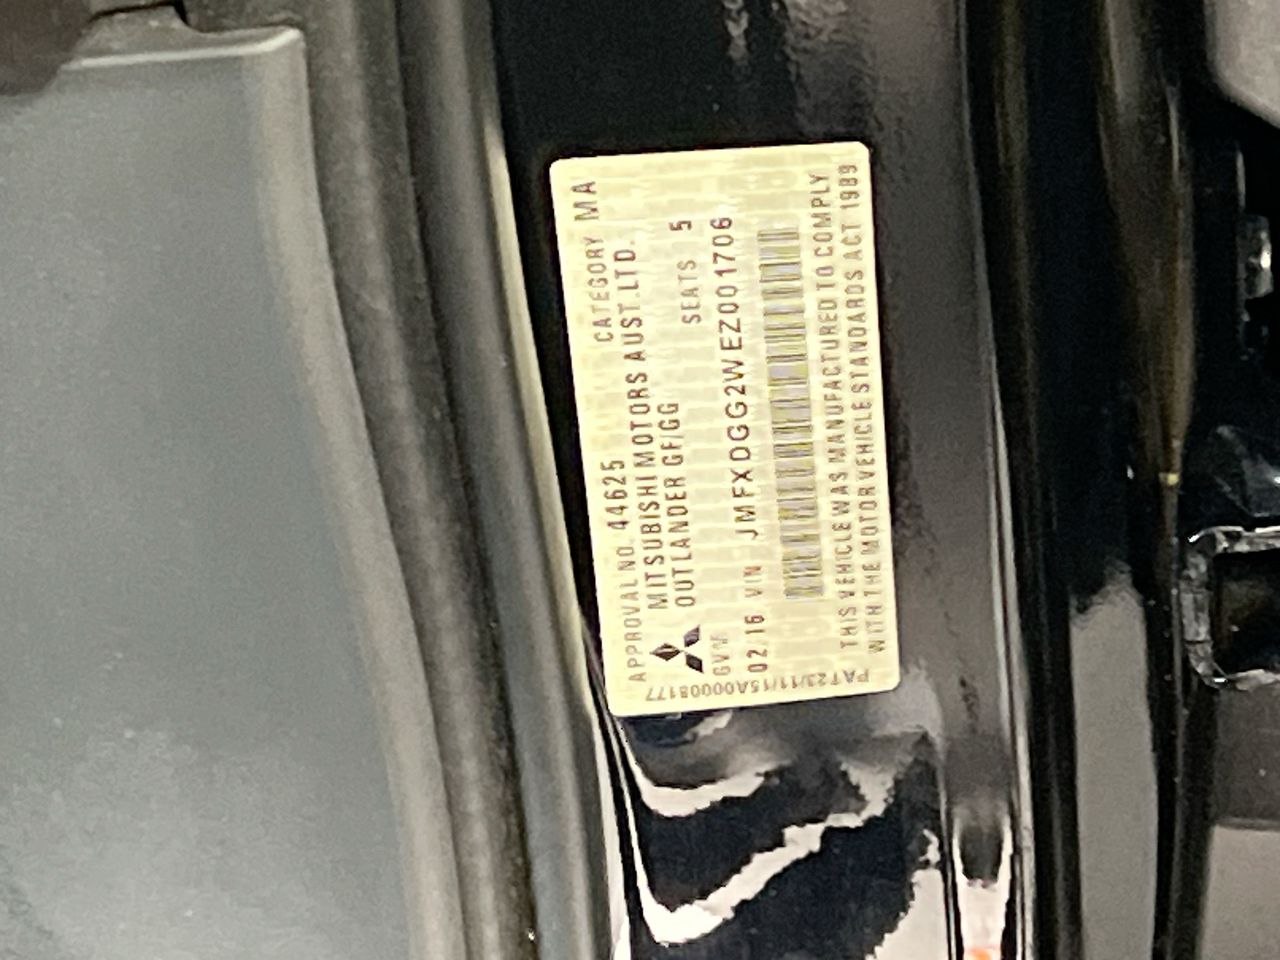 APPROVAL NO. 44625 CATEGORY MA
MITSUBISHI MOTORS AUST.LTD.
OUTLANDER GF/GG
GVM SEATS 5
02/16 VIN JMFXDGG2WEZ001706
THIS VEHICLE WAS MANUFACTURED TO COMPLY
WITH THE MOTOR VEHICLE STANDARDS ACT 1989
PAT23/11/15A00008177